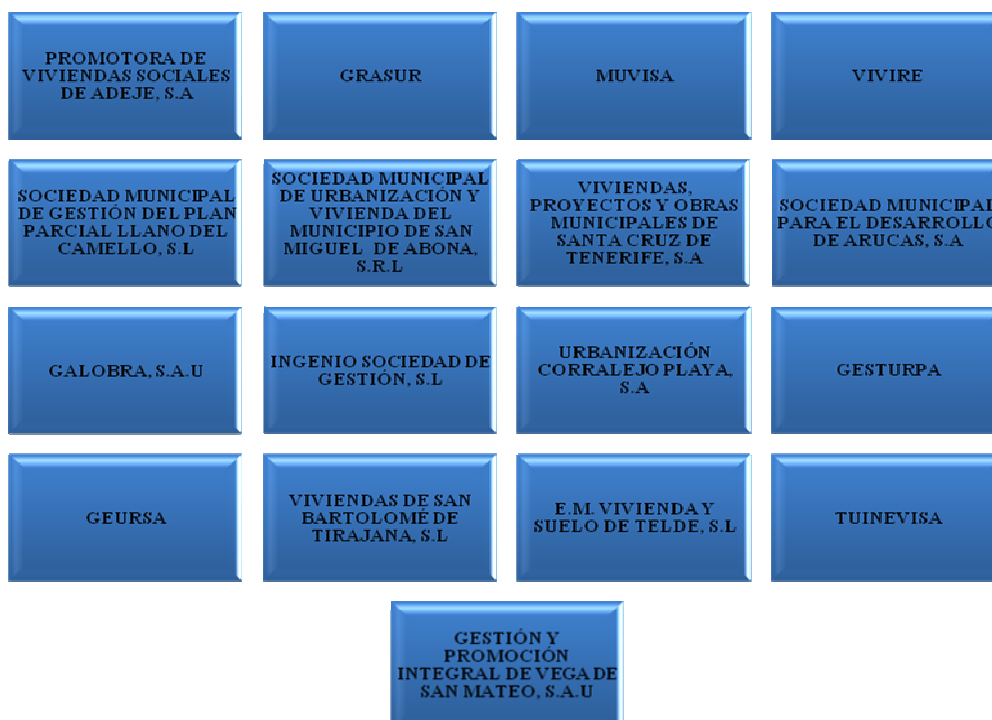 PROMOTORA DE
VIVIENDAS SOCIALES
DE ADEJE, S.A
GRASUR
MUVISA
VIVIRE
SOCIEDAD MUNICIPAL
DE GESTIÓN DEL PLAN
PARCIAL LLANO DEL
CAMELLO, S.L
SOCIEDAD MUNICIPAL
DE URBANIZACIÓN Y
VIVIENDA DEL
MUNICIPIO DE SAN
MIGUEL DE ABONA,
S.R.L
VIVIENDAS,
PROYECTOS Y OBRAS
MUNICIPALES DE
SANTA CRUZ DE
TENERIFE, S.A
SOCIEDAD MUNICIPAL
PARA EL DESARROLLO
DE ARUCAS, S.A
GALOBRA, S.A.U
INGENIO SOCIEDAD DE
GESTIÓN, S.L
URBANIZACIÓN
CORRALEJO PLAYA,
S.A
GESTURPA
GEURSA
VIVIENDAS DE SAN
BARTOLOMÉ DE
TIRAJANA, S.L
E.M. VIVIENDA Y
SUELO DE TELDE, S.L
TUINEVISA
GESTIÓN Y
PROMOCIÓN
INTEGRAL DE VEGA DE
SAN MATEO, S.A.U